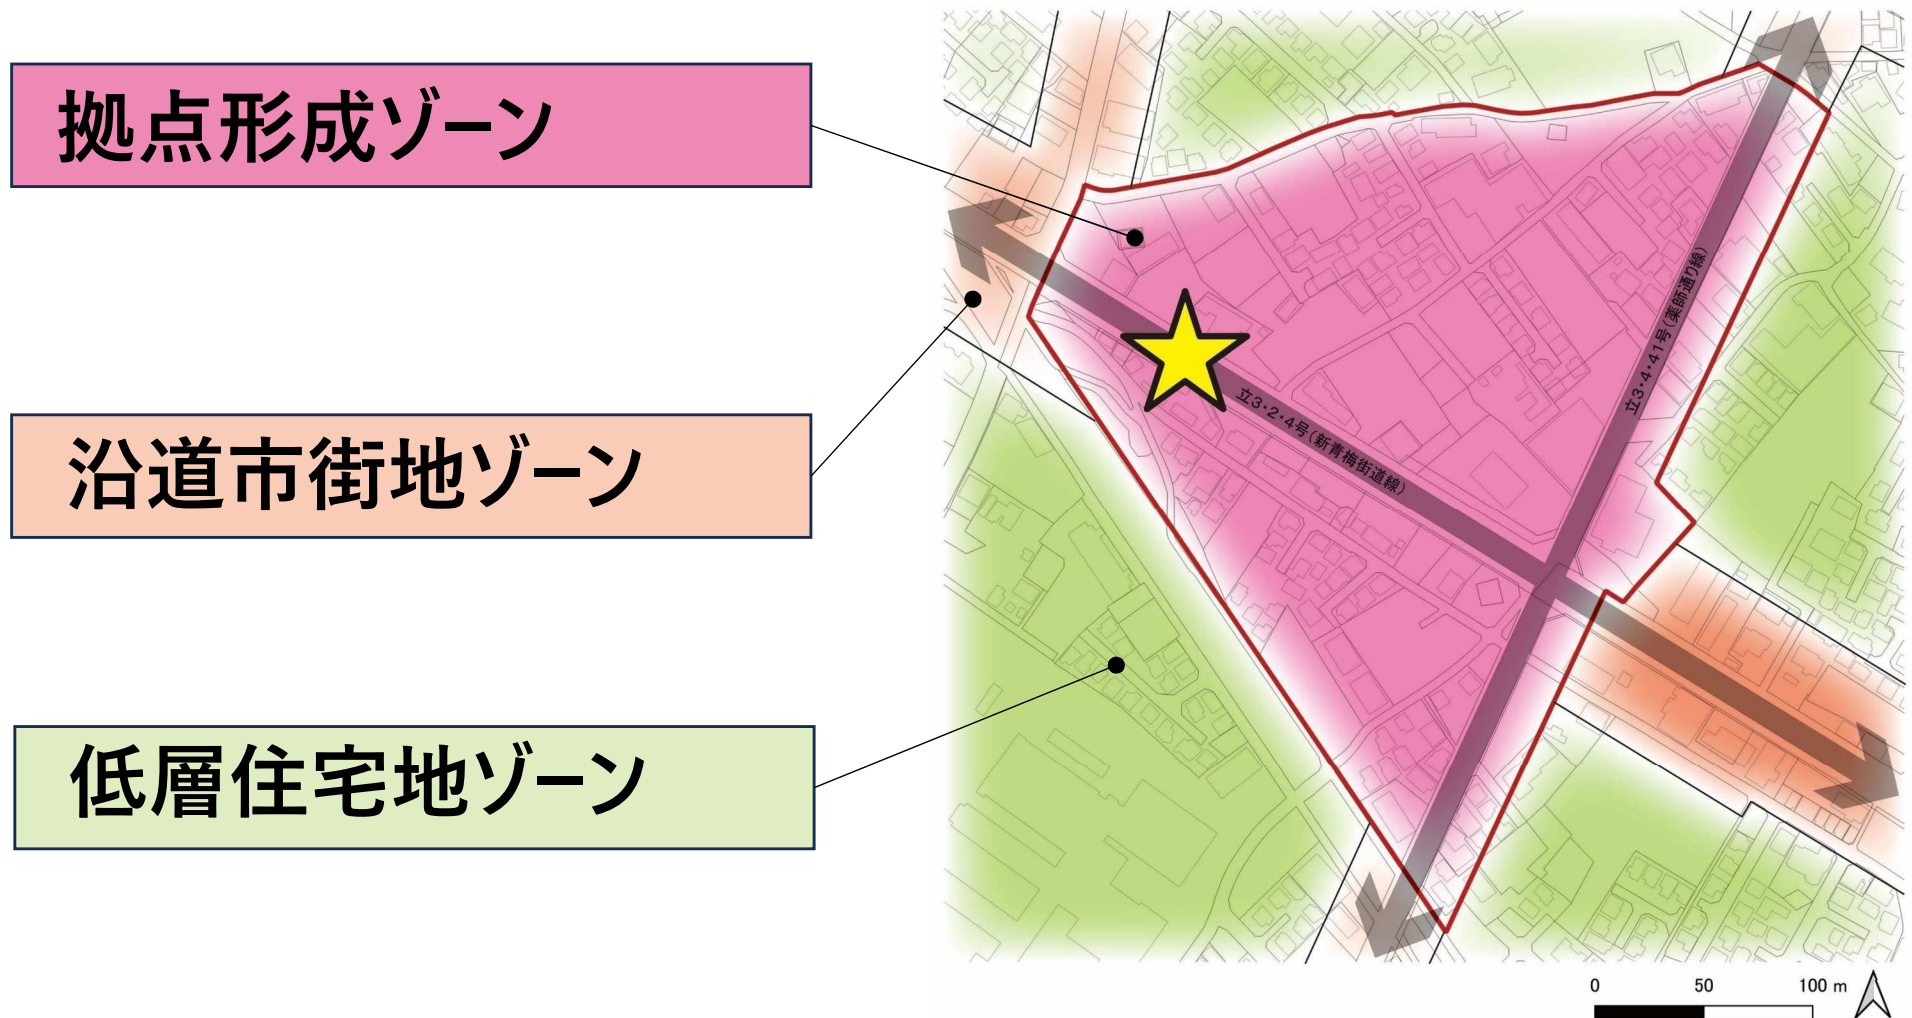 拠点形成ゾーン
沿道市街地ゾーン
低層住宅地ゾーン
立3・4・41号(薬師通り線)
立3・2・4号(新青梅街道線)
0 50 100 m